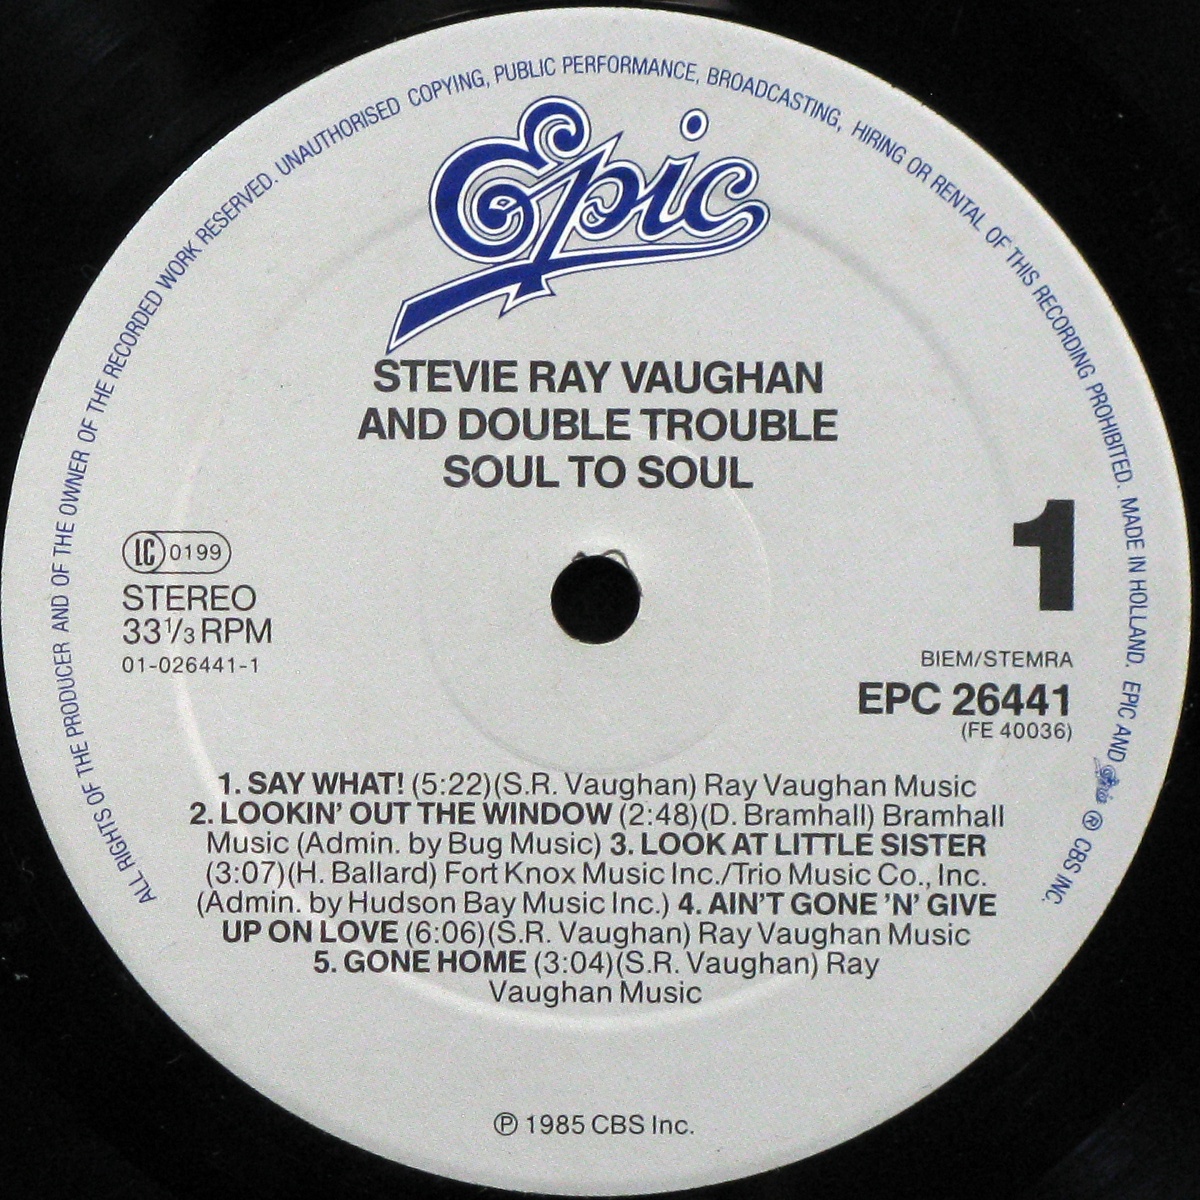 ALL RIGHTS OF THE PRODUCER AND OF THE OWNER OF THE RECORDED WORK RESERVED. UNAUTHORISED COPYING, PUBLIC PERFORMANCE, BROADCASTING, HIRING OR RENTAL OF THIS RECORDING PROHIBITED. MADE IN HOLLAND. EPIC AND Epic ® CBS INC.
Epic
STEVIE RAY VAUGHAN
AND DOUBLE TROUBLE
SOUL TO SOUL
LC 0199
STEREO
33 1/3 RPM
01-026441-1
1
BIEM/STEMRA
EPC 26441
(FE 40036)
1. SAY WHAT! (5:22)(S.R. Vaughan) Ray Vaughan Music
2. LOOKIN' OUT THE WINDOW (2:48)(D. Bramhall) Bramhall
Music (Admin. by Bug Music) 3. LOOK AT LITTLE SISTER
(3:07)(H. Ballard) Fort Knox Music Inc./Trio Music Co., Inc.
(Admin. by Hudson Bay Music Inc.) 4. AIN'T GONE 'N' GIVE
UP ON LOVE (6:06)(S.R. Vaughan) Ray Vaughan Music
5. GONE HOME (3:04)(S.R. Vaughan) Ray
Vaughan Music
℗ 1985 CBS Inc.